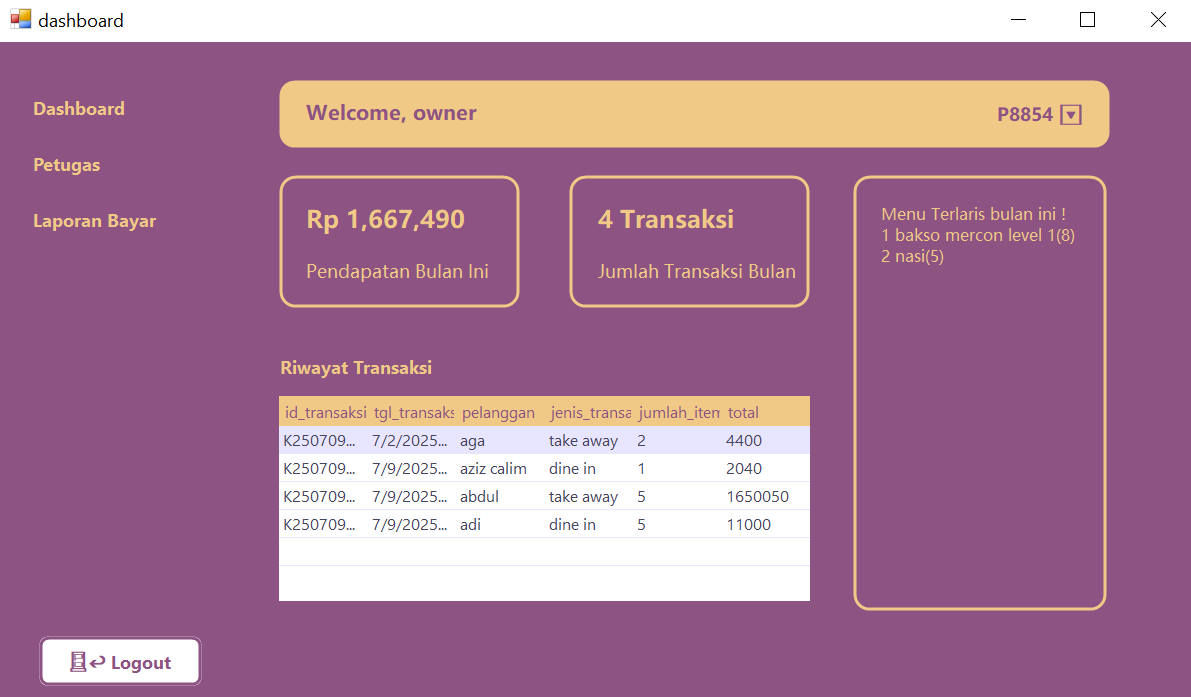 dashboard
Dashboard
Petugas
Laporan Bayar
Welcome, owner
P8854
Rp 1,667,490
Pendapatan Bulan Ini
4 Transaksi
Jumlah Transaksi Bulan
Menu Terlaris bulan ini !
1 bakso mercon level 1(8)
2 nasi(5)
Riwayat Transaksi
id_transaksi tgl_transaks pelanggan jenis_transa jumlah_item total
K250709... 7/2/2025... aga take away 2 4400
K250709... 7/9/2025... aziz calim dine in 1 2040
K250709... 7/9/2025... abdul take away 5 1650050
K250709... 7/9/2025... adi dine in 5 11000
Logout